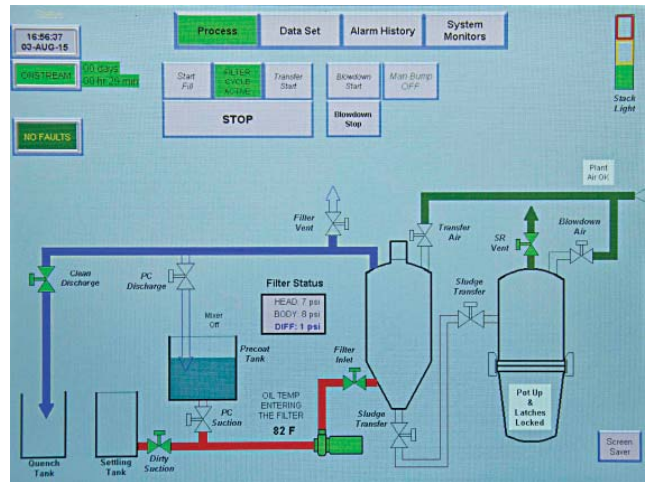 16:56:37
03-AUG-15
Process
Data Set
Alarm History
System
Monitors
ONSTREAM
00 days
00 hr 29 min
Start
Fill
FILTER
CYCLE
ACTIVE
Transfer
Start
Blowdown
Start
Man Bump
OFF
STOP
Blowdown
Stop
Stack
Light
NO FAULTS
Plant
Air OK
Filter
Vent
Transfer
Air
SR
Vent
Blowdown
Air
Clean
Discharge
PC
Discharge
Filter Status
HEAD: 7 psi
BODY: 8 psi
DIFF: 1 psi
Sludge
Transfer
Mixer
Off
Precoat
Tank
Filter
Inlet
OIL TEMP
ENTERING
THE FILTER
82 F
PC
Suction
Sludge
Transfer
Pot Up
&
Latches
Locked
Quench
Tank
Settling
Tank
Dirty
Suction
Screen
Saver